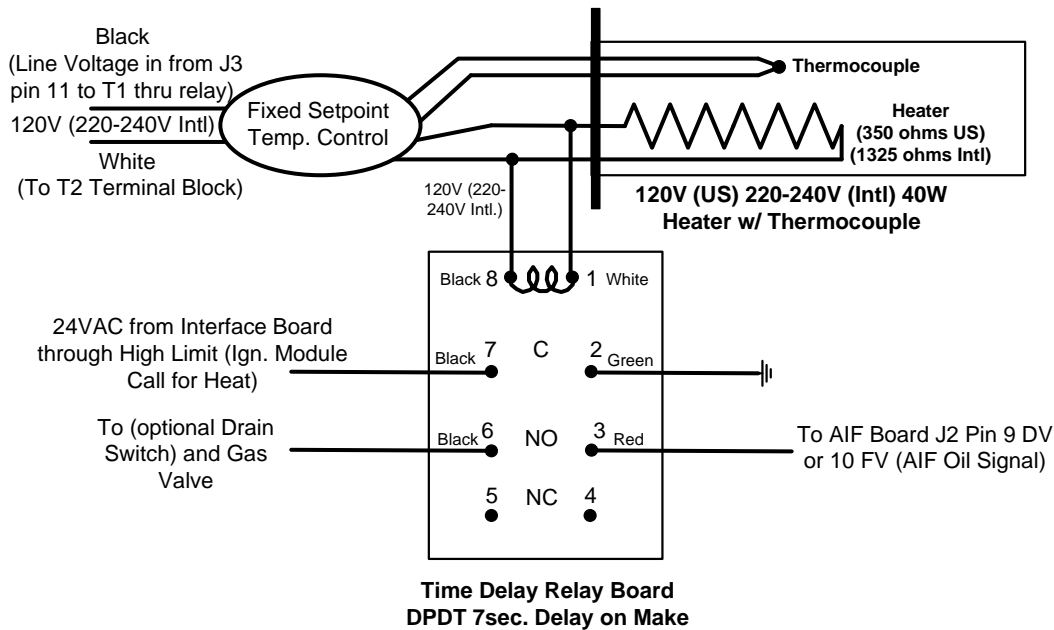 Black
(Line Voltage in from J3
pin 11 to T1 thru relay)
120V (220-240V Intl)
White
(To T2 Terminal Block)
Fixed Setpoint
Temp. Control
Thermocouple
Heater
(350 ohms US)
(1325 ohms Intl)
120V (US) 220-240V (Intl) 40W
Heater w/ Thermocouple
120V (220-
240V Intl.)
Black 8 1 White
24VAC from Interface Board
through High Limit (Ign. Module
Call for Heat)
Black 7 C 2 Green
To (optional Drain
Switch) and Gas
Valve
Black 6 NO 3 Red
To AIF Board J2 Pin 9 DV
or 10 FV (AIF Oil Signal)
5 NC 4
Time Delay Relay Board
DPDT 7sec. Delay on Make